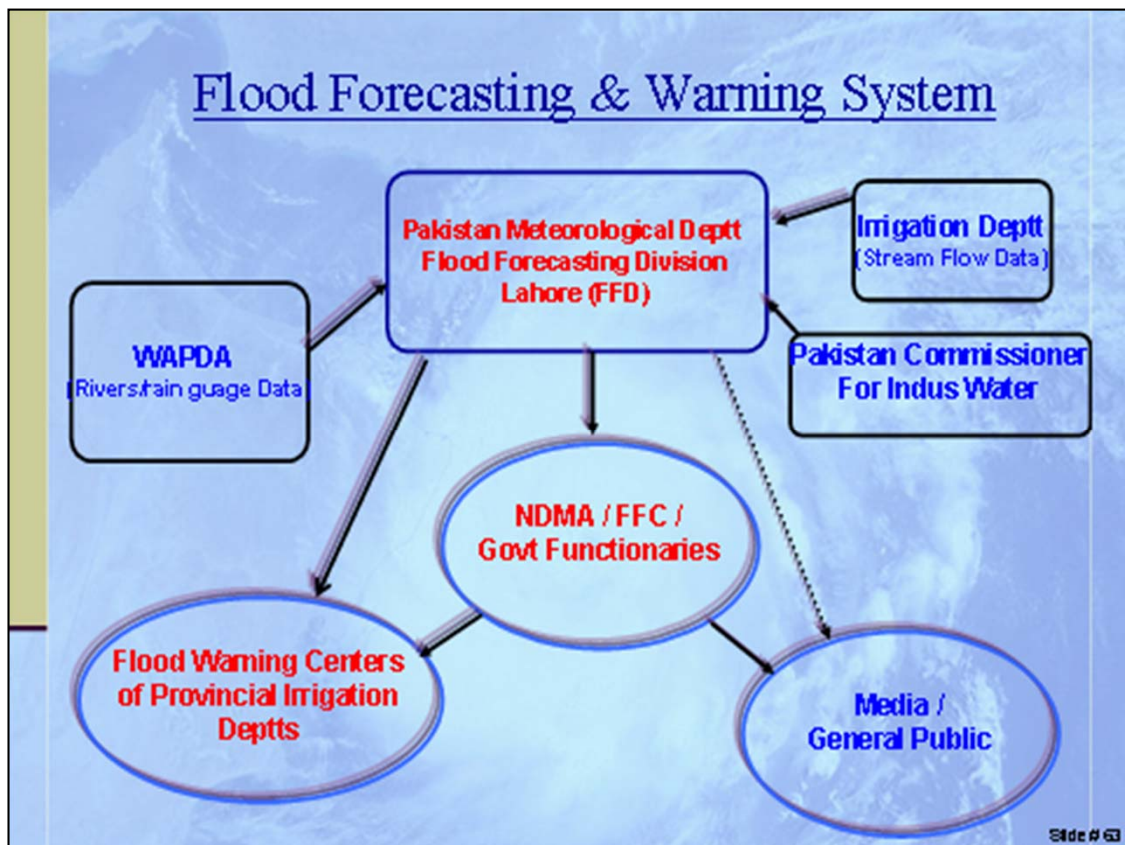 Flood Forecasting & Warning System
Pakistan Meteorological Deptt
Flood Forecasting Division
Lahore (FFD)
Irrigation Deptt
(Stream Flow Data)
WAPDA
(Rivers/rain guage Data)
Pakistan Commissioner
For Indus Water
NDMA / FFC /
Govt Functionaries
Flood Warning Centers
of Provincial Irrigation
Deptts
Media /
General Public
Slide # 63